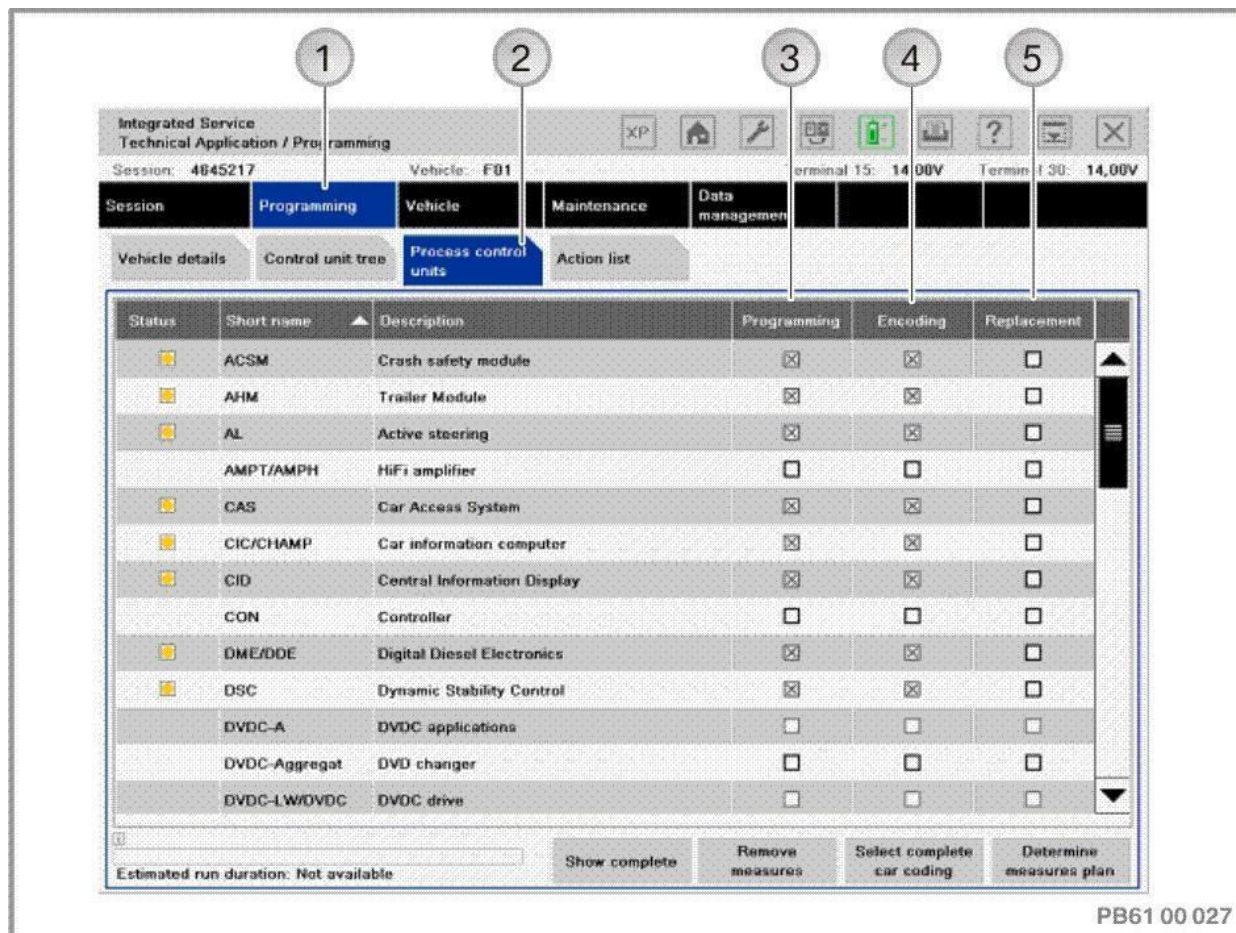 1 2 3 4 5
Integrated Service
Technical Application / Programming
XP ?
Session: 4645217 Vehicle: F01 Terminal 15: 14,00V Terminal 30: 14,00V
Session Programming Vehicle Maintenance Data
management
Vehicle details Control unit tree Process control
units Action list
Status Short name Description Programming Encoding Replacement
ACSM Crash safety module
AHM Trailer Module
AL Active steering
AMPT/AMPH HiFi amplifier
CAS Car Access System
CIC/CHAMP Car information computer
CID Central Information Display
CON Controller
DME/DDE Digital Diesel Electronics
DSC Dynamic Stability Control
DVDC-A DVDC applications
DVDC-Aggregat DVD changer
DVDC-LW/DVDC DVDC drive
Estimated run duration: Not available
Show complete
Remove
measures
Select complete
car coding
Determine
measures plan
PB61 00 027